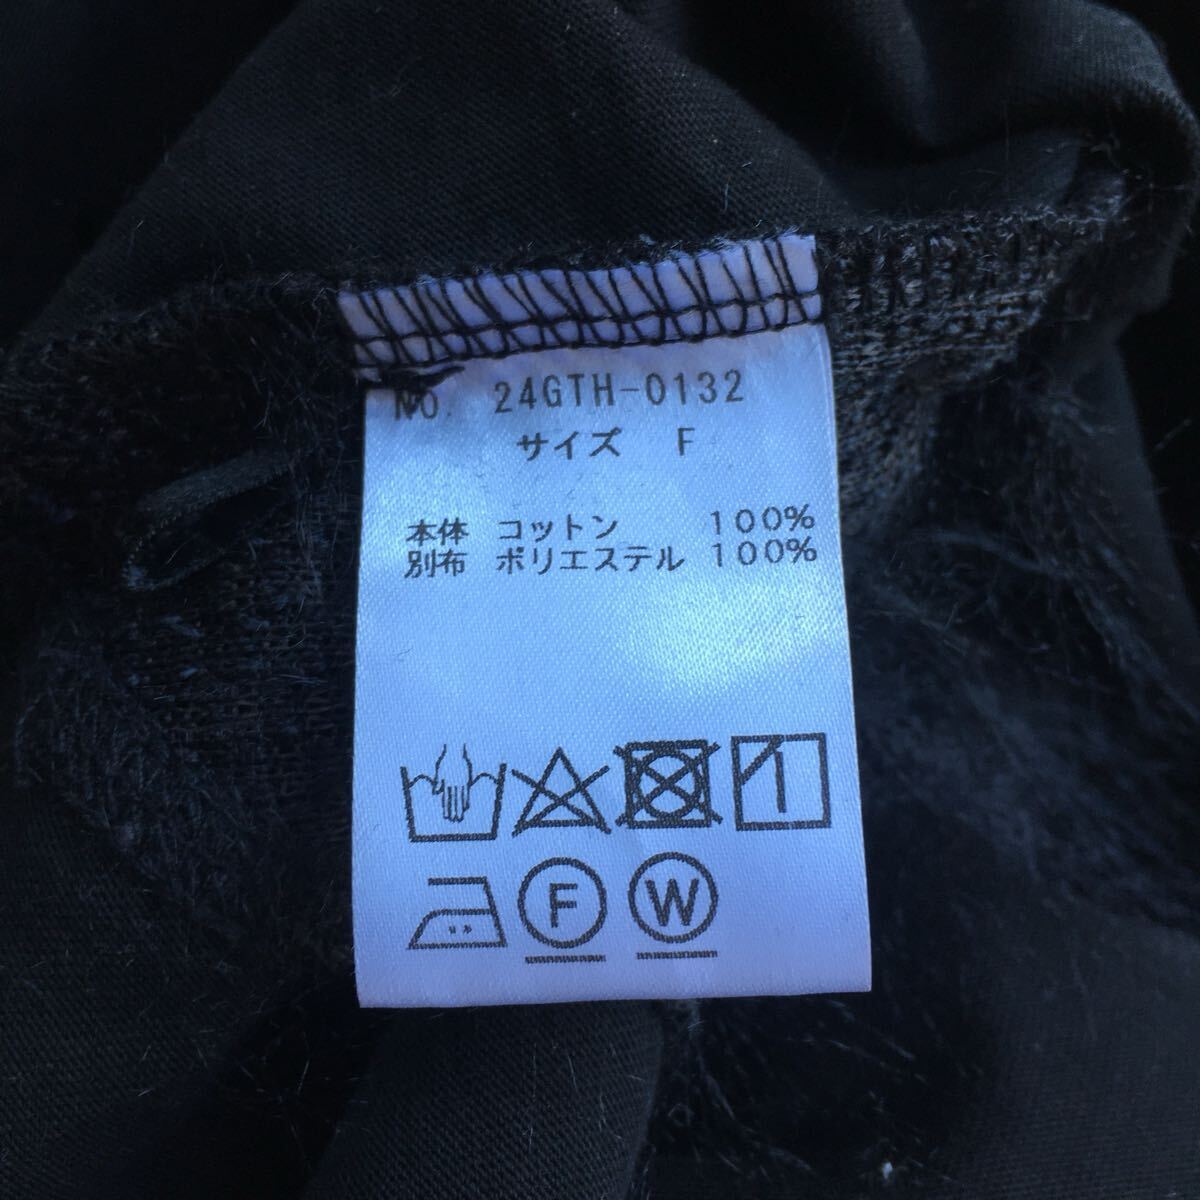 No. 24GTH-0132
サイズ F
本体 コットン 100%
別布 ポリエステル 100%
F W